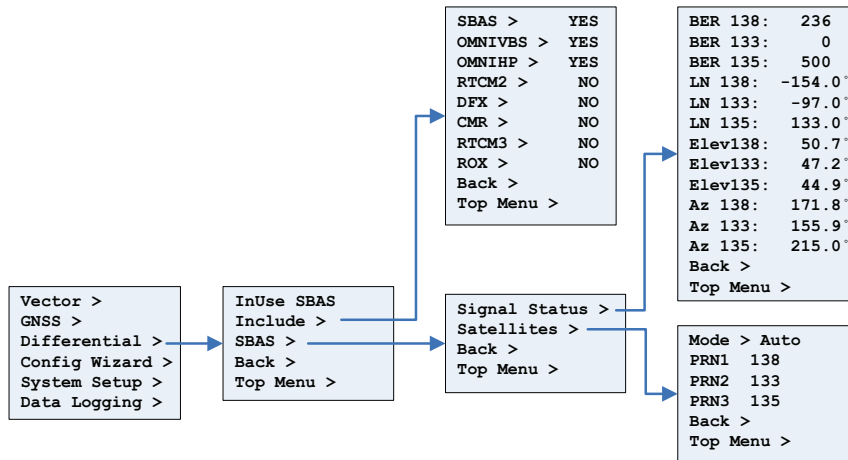 Vector >
GNSS >
Differential >
Config Wizard >
System Setup >
Data Logging >
InUse SBAS
Include >
SBAS >
Back >
Top Menu >
SBAS > YES
OMNIVBS > YES
OMNIHP > YES
RTCM2 > NO
DFX > NO
CMR > NO
RTCM3 > NO
ROX > NO
Back >
Top Menu >
Signal Status >
Satellites >
Back >
Top Menu >
BER 138: 236
BER 133: 0
BER 135: 500
LN 138: -154.0°
LN 133: -97.0°
LN 135: 133.0°
Elev138: 50.7°
Elev133: 47.2°
Elev135: 44.9°
Az 138: 171.8°
Az 133: 155.9°
Az 135: 215.0°
Back >
Top Menu >
Mode > Auto
PRN1 138
PRN2 133
PRN3 135
Back >
Top Menu >